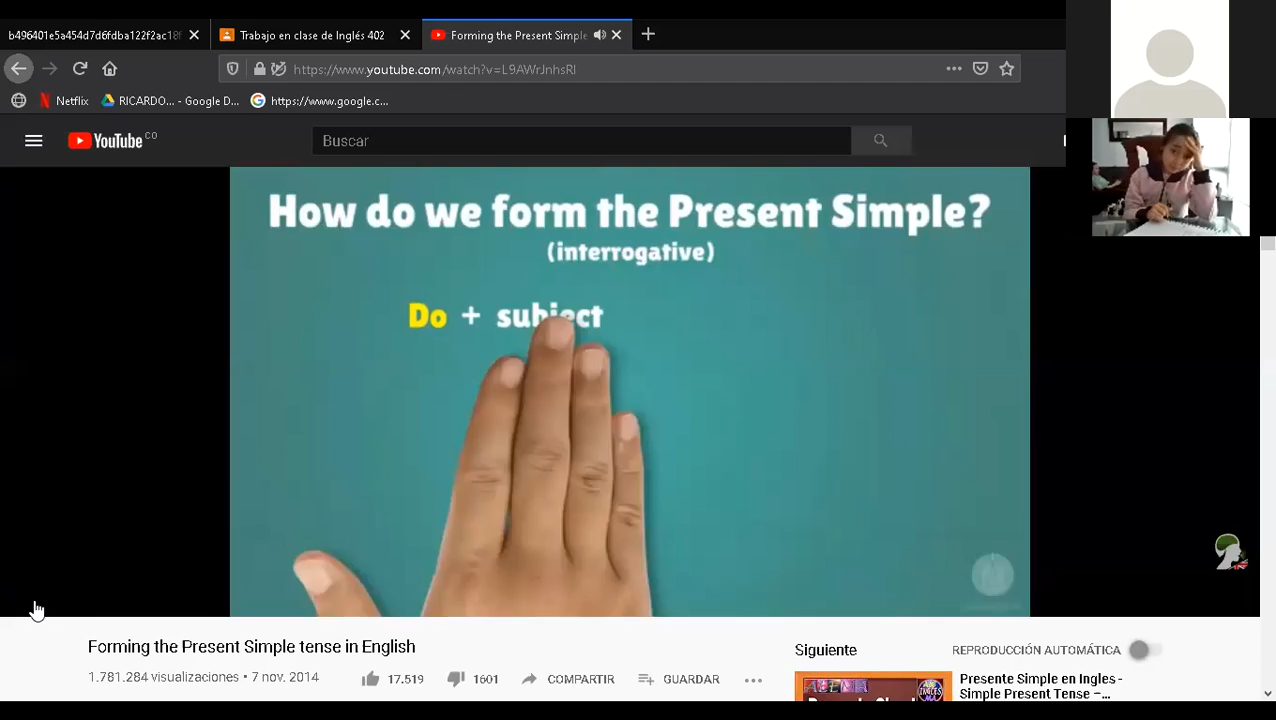 b496401e5a454d7d6fdba122f2ac18f
Trabajo en clase de Inglés 402
Forming the Present Simple
https://www.youtube.com/watch?v=L9AWrJnhsRI
Netflix
RICARDO... - Google D...
https://www.google.c...
YouTube CO
Buscar
How do we form the Present Simple?
(interrogative)
Do + subject
Forming the Present Simple tense in English
1.781.284 visualizaciones • 7 nov. 2014
17.519
1601
COMPARTIR
GUARDAR
Siguiente
REPRODUCCIÓN AUTOMÁTICA
Presente Simple en Ingles -
Simple Present Tense –...